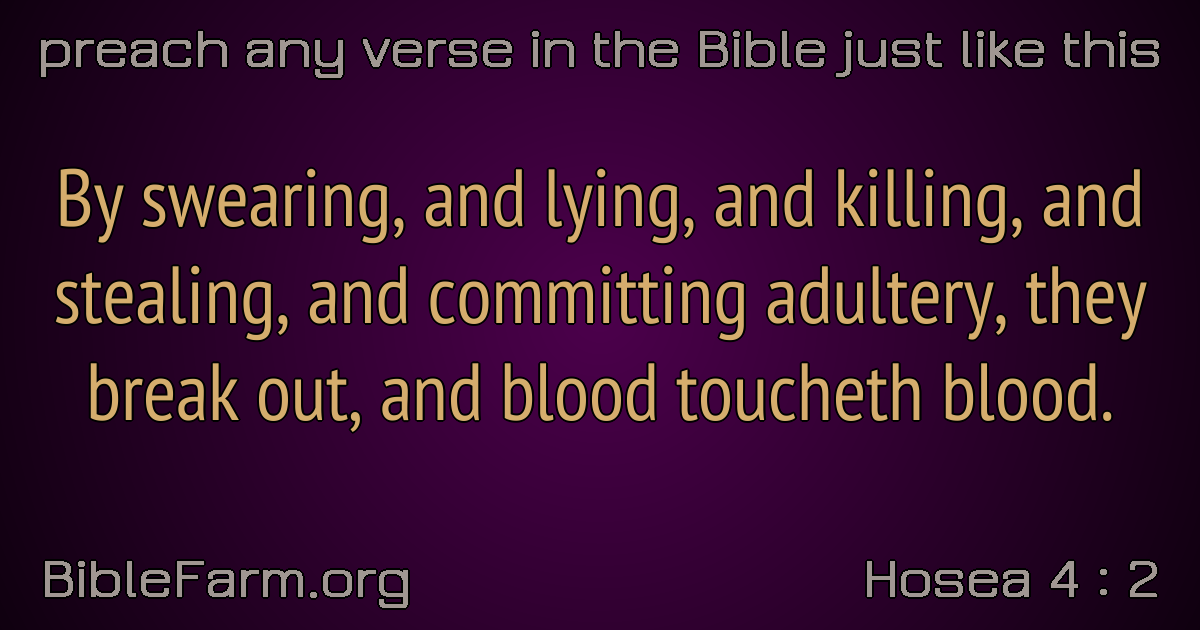 preach any verse in the Bible just like this
By swearing, and lying, and killing, and
stealing, and committing adultery, they
break out, and blood toucheth blood.
BibleFarm.org
Hosea 4 : 2